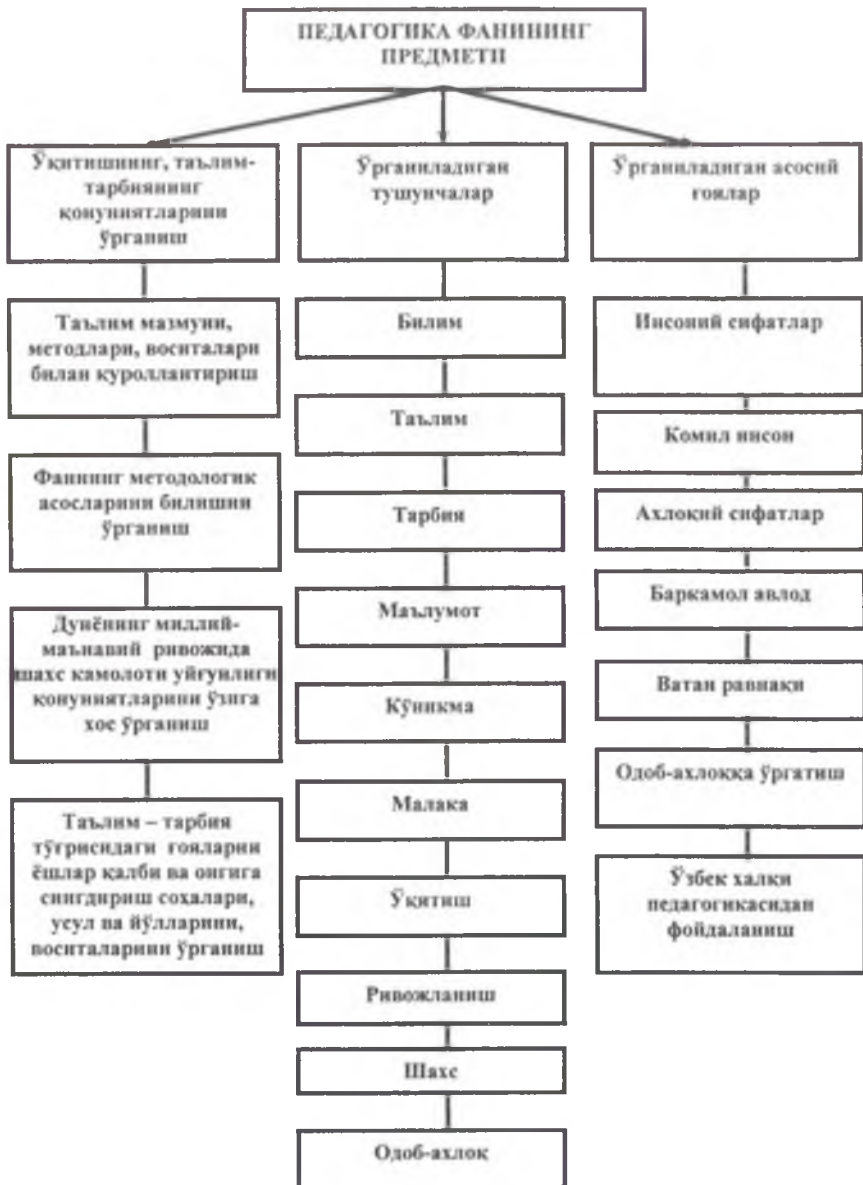 ПЕДАГОГИКА ФАНИНИНГ
ПРЕДМЕТИ
Ўқитишнинг, таълим-
тарбиянинг
қонуниятларини
ўрганиш
Таълим мазмуни,
методлари, воситалари
билан қуроллантириш
Фаннинг методологик
асосларини билишни
ўрганиш
Дунёнинг миллий-
маънавий ривожида
шахс камолоти уйғунлиги
қонуниятларини ўзига
хос ўрганиш
Таълим – тарбия
тўғрисидаги ғояларни
ёшлар қалби ва онгига
сингдириш соҳалари,
усул ва йўлларини,
воситаларини ўрганиш
Ўрганиладиган
тушунчалар
Билим
Таълим
Тарбия
Маълумот
Кўникма
Малака
Ўқитиш
Ривожланиш
Шахс
Одоб-ахлоқ
Ўрганиладиган асосий
ғоялар
Инсоний сифатлар
Комил инсон
Ахлоқий сифатлар
Баркамол авлод
Ватан равнақи
Одоб-ахлоққа ўргатиш
Ўзбек халқи
педагогикасидан
фойдаланиш